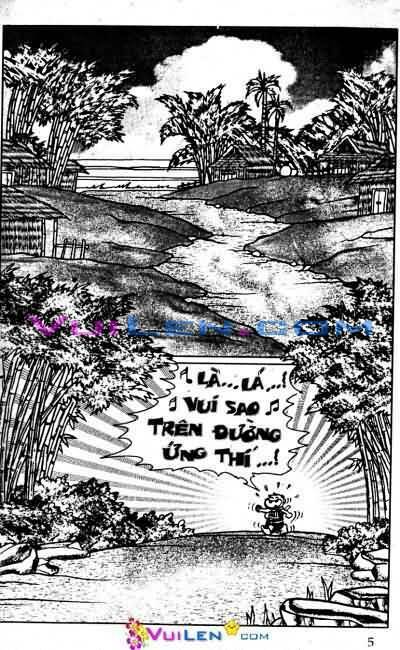 VUILEN.COM
♪ LÀ...LÁ...!
♪ VUI SAO ♪
TRÊN ĐƯỜNG
ỨNG THÍ...!
5
VUILEN.COM